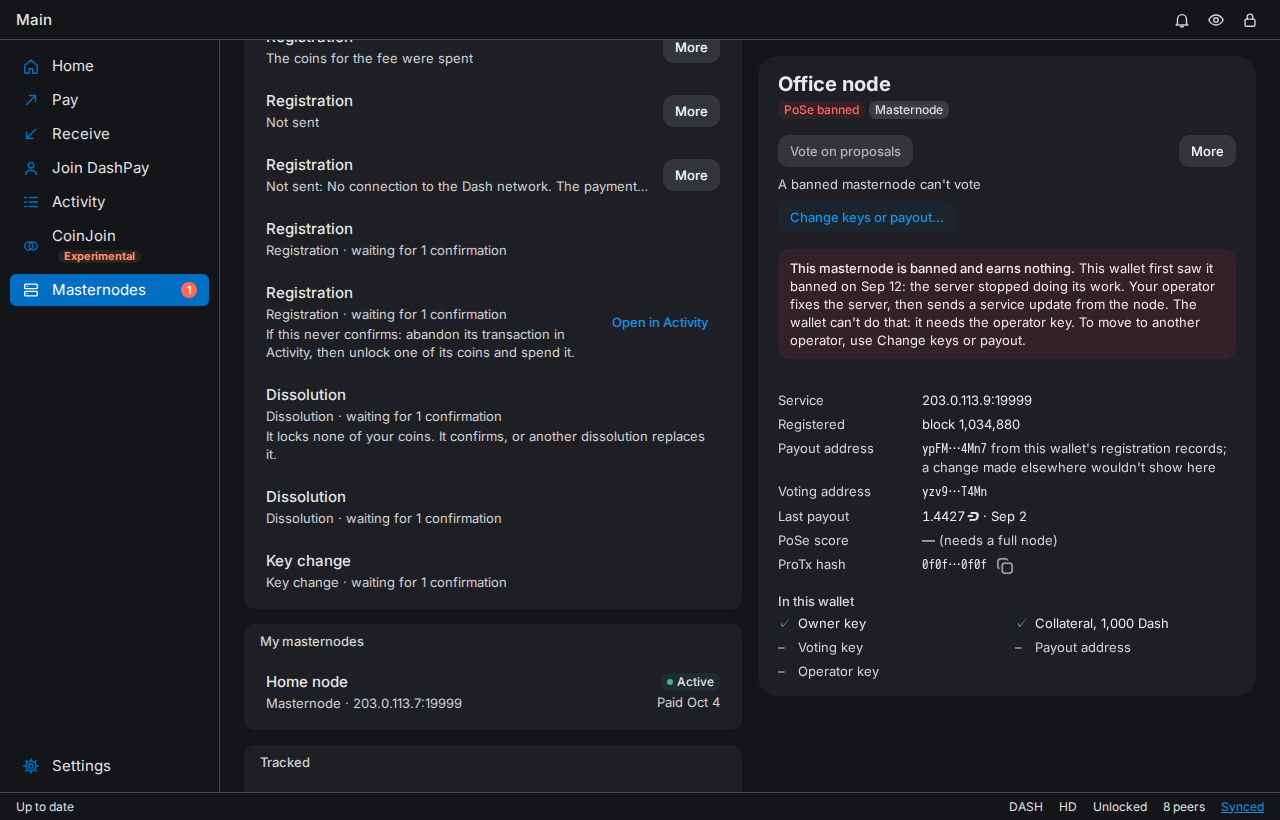 Main
Home
Pay
Receive
Join DashPay
Activity
CoinJoin
Experimental
Masternodes
1
Settings
Registration
The coins for the fee were spent
More
Registration
Not sent
More
Registration
Not sent: No connection to the Dash network. The payment…
More
Registration
Registration · waiting for 1 confirmation
Registration
Registration · waiting for 1 confirmation
If this never confirms: abandon its transaction in
Activity, then unlock one of its coins and spend it.
Open in Activity
Dissolution
Dissolution · waiting for 1 confirmation
It locks none of your coins. It confirms, or another dissolution replaces
it.
Dissolution
Dissolution · waiting for 1 confirmation
Key change
Key change · waiting for 1 confirmation
My masternodes
Home node
Active
Masternode · 203.0.113.7:19999
Paid Oct 4
Tracked
Office node
PoSe banned Masternode
Vote on proposals
More
A banned masternode can't vote
Change keys or payout…
This masternode is banned and earns nothing. This wallet first saw it
banned on Sep 12: the server stopped doing its work. Your operator
fixes the server, then sends a service update from the node. The
wallet can't do that: it needs the operator key. To move to another
operator, use Change keys or payout.
Service 203.0.113.9:19999
Registered block 1,034,880
Payout address ypFM…4Mn7 from this wallet's registration records;
a change made elsewhere wouldn't show here
Voting address yzv9…T4Mn
Last payout 1.4427 · Sep 2
PoSe score — (needs a full node)
ProTx hash 0f0f…0f0f
In this wallet
✓ Owner key ✓ Collateral, 1,000 Dash
– Voting key – Payout address
– Operator key
Up to date
DASH HD Unlocked 8 peers Synced